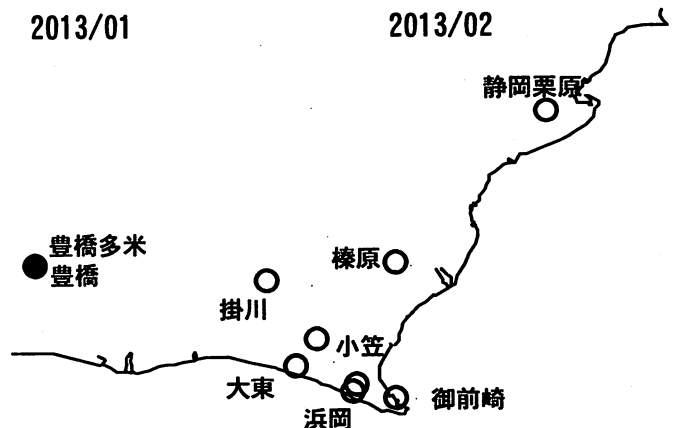 2013/01
2013/02
静岡栗原
豊橋多米
豊橋
榛原
掛川
小笠
大東
御前崎
浜岡